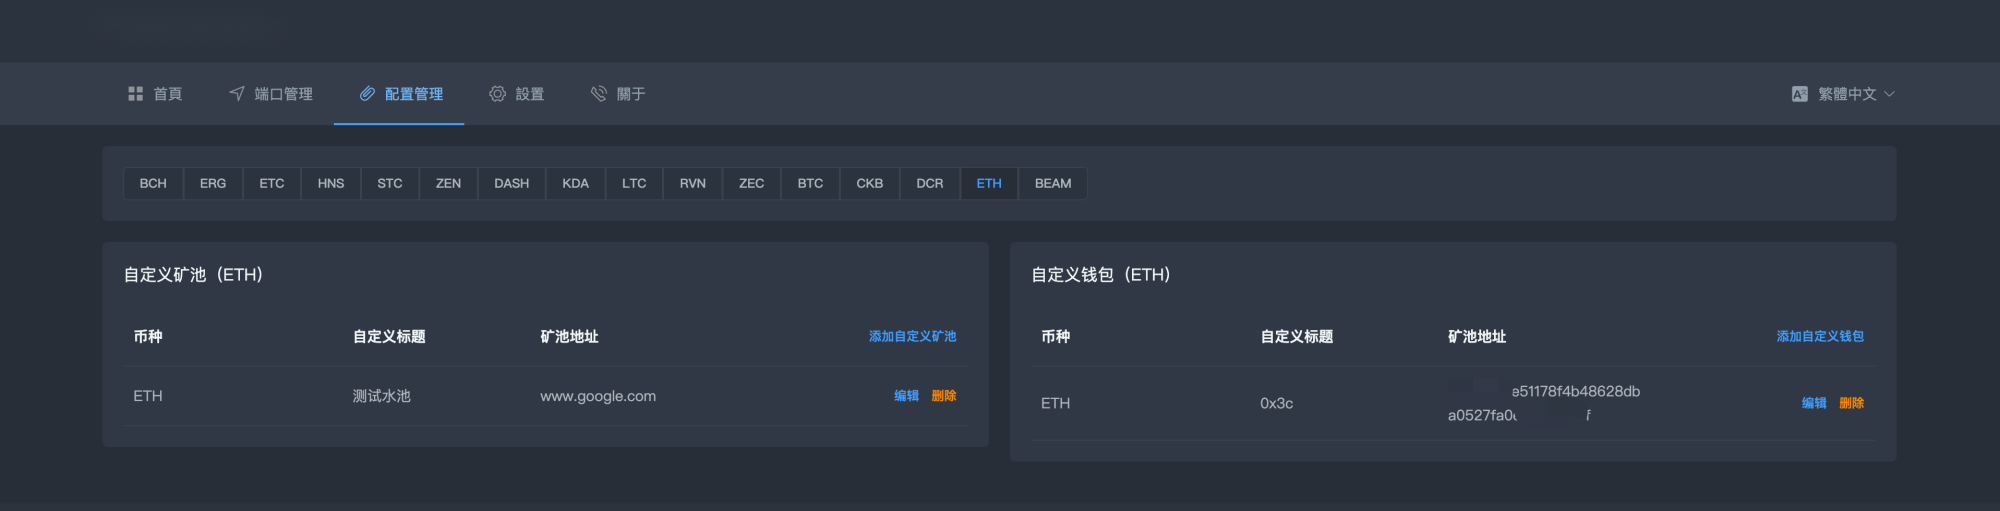 首頁 端口管理 配置管理 設置 關于 繁體中文
BCH ERG ETC HNS STC ZEN DASH KDA LTC RVN ZEC BTC CKB DCR ETH BEAM
自定义矿池（ETH）
币种 自定义标题 矿池地址 添加自定义矿池
ETH 测试水池 www.google.com 编辑 删除
自定义钱包（ETH）
币种 自定义标题 矿池地址 添加自定义钱包
ETH 0x3c e51178f4b48628db 编辑 删除
a0527fa0 f